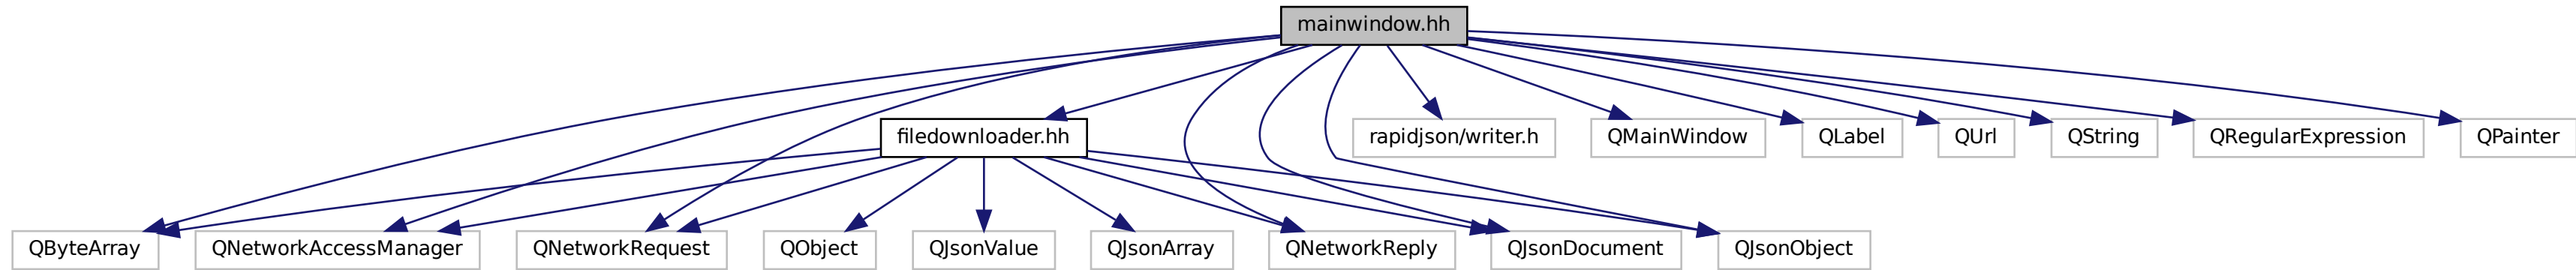 mainwindow.hh
filedownloader.hh
rapidjson/writer.h
QMainWindow
QLabel
QUrl
QString
QRegularExpression
QPainter
QByteArray
QNetworkAccessManager
QNetworkRequest
QObject
QJsonValue
QJsonArray
QNetworkReply
QJsonDocument
QJsonObject